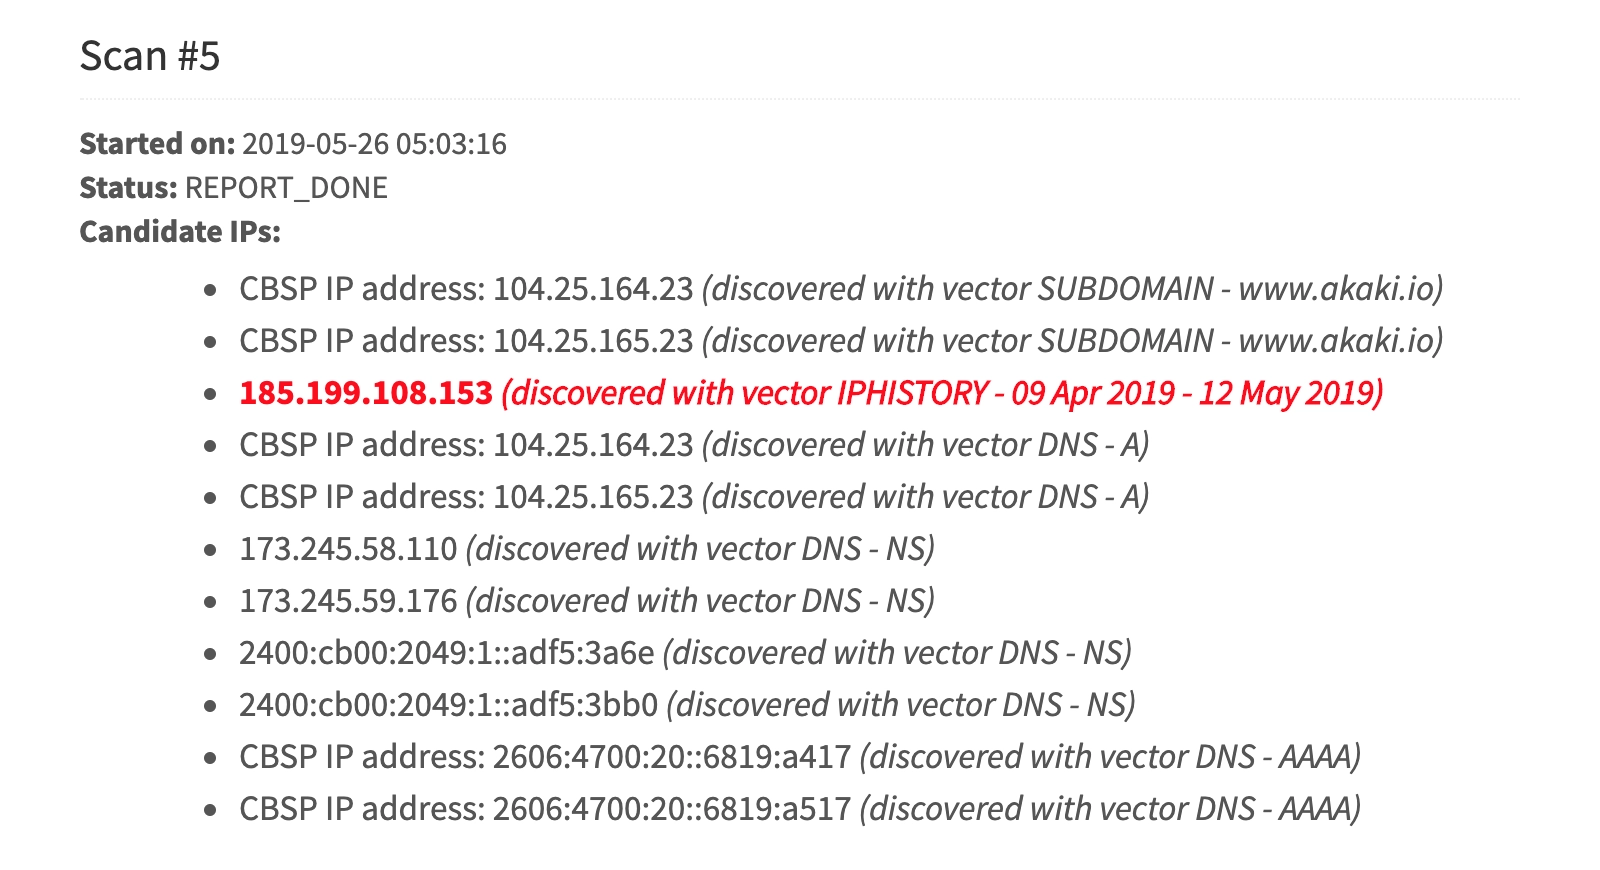 Scan #5
Started on: 2019-05-26 05:03:16
Status: REPORT_DONE
Candidate IPs:
• CBSP IP address: 104.25.164.23 (discovered with vector SUBDOMAIN - www.akaki.io)
• CBSP IP address: 104.25.165.23 (discovered with vector SUBDOMAIN - www.akaki.io)
• 185.199.108.153 (discovered with vector IPHISTORY - 09 Apr 2019 - 12 May 2019)
• CBSP IP address: 104.25.164.23 (discovered with vector DNS - A)
• CBSP IP address: 104.25.165.23 (discovered with vector DNS - A)
• 173.245.58.110 (discovered with vector DNS - NS)
• 173.245.59.176 (discovered with vector DNS - NS)
• 2400:cb00:2049:1::adf5:3a6e (discovered with vector DNS - NS)
• 2400:cb00:2049:1::adf5:3bb0 (discovered with vector DNS - NS)
• CBSP IP address: 2606:4700:20::6819:a417 (discovered with vector DNS - AAAA)
• CBSP IP address: 2606:4700:20::6819:a517 (discovered with vector DNS - AAAA)